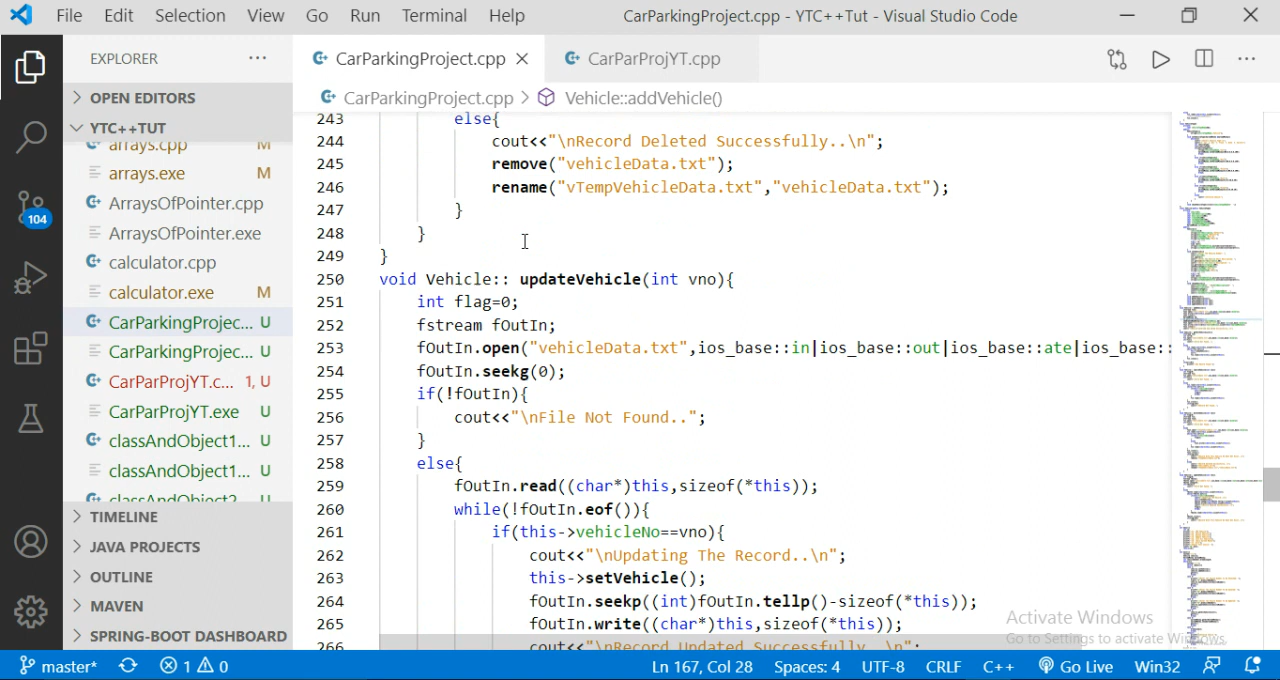 File Edit Selection View Go Run Terminal Help CarParkingProject.cpp - YTC++Tut - Visual Studio Code
EXPLORER ··· CarParkingProject.cpp CarParProjYT.cpp
OPEN EDITORS
CarParkingProject.cpp > Vehicle::addVehicle()
YTC++TUT
arrays.cpp M
arrays.exe M
ArraysOfPointer.cpp
ArraysOfPointer.exe
calculator.cpp
calculator.exe M
CarParkingProjec... U
CarParkingProjec... U
CarParProjYT.c... 1, U
CarParProjYT.exe U
classAndObject1... U
classAndObject1... U
classAndObject2 U
TIMELINE
JAVA PROJECTS
OUTLINE
MAVEN
SPRING-BOOT DASHBOARD
104
243 else{
244 cout<<"\nRecord Deleted Successfully..\n";
245 remove("vehicleData.txt");
246 rename("vTempVehicleData.txt","vehicleData.txt");
247 }
248 }
249 }
250 void Vehicle:: updateVehicle(int vno){
251 int flag=0;
252 fstream fOutIn;
253 fOutIn.open("vehicleData.txt",ios_base::in|ios_base::out|ios_base::ate|ios_base::
254 fOutIn.seekg(0);
255 if(!fOutIn){
256 cout<<"\nFile Not Found..";
257 }
258 else{
259 fOutIn.read((char*)this,sizeof(*this));
260 while(!fOutIn.eof()){
261 if(this->vehicleNo==vno){
262 cout<<"\nUpdating The Record..\n";
263 this->setVehicle();
264 fOutIn.seekp((int)fOutIn.tellp()-sizeof(*this));
265 fOutIn.write((char*)this,sizeof(*this));
266 cout<<"\nRecord Updated Successfully..\n";
Activate Windows
Go to Settings to activate Windows.
master* 1 0 Ln 167, Col 28 Spaces: 4 UTF-8 CRLF C++ Go Live Win32